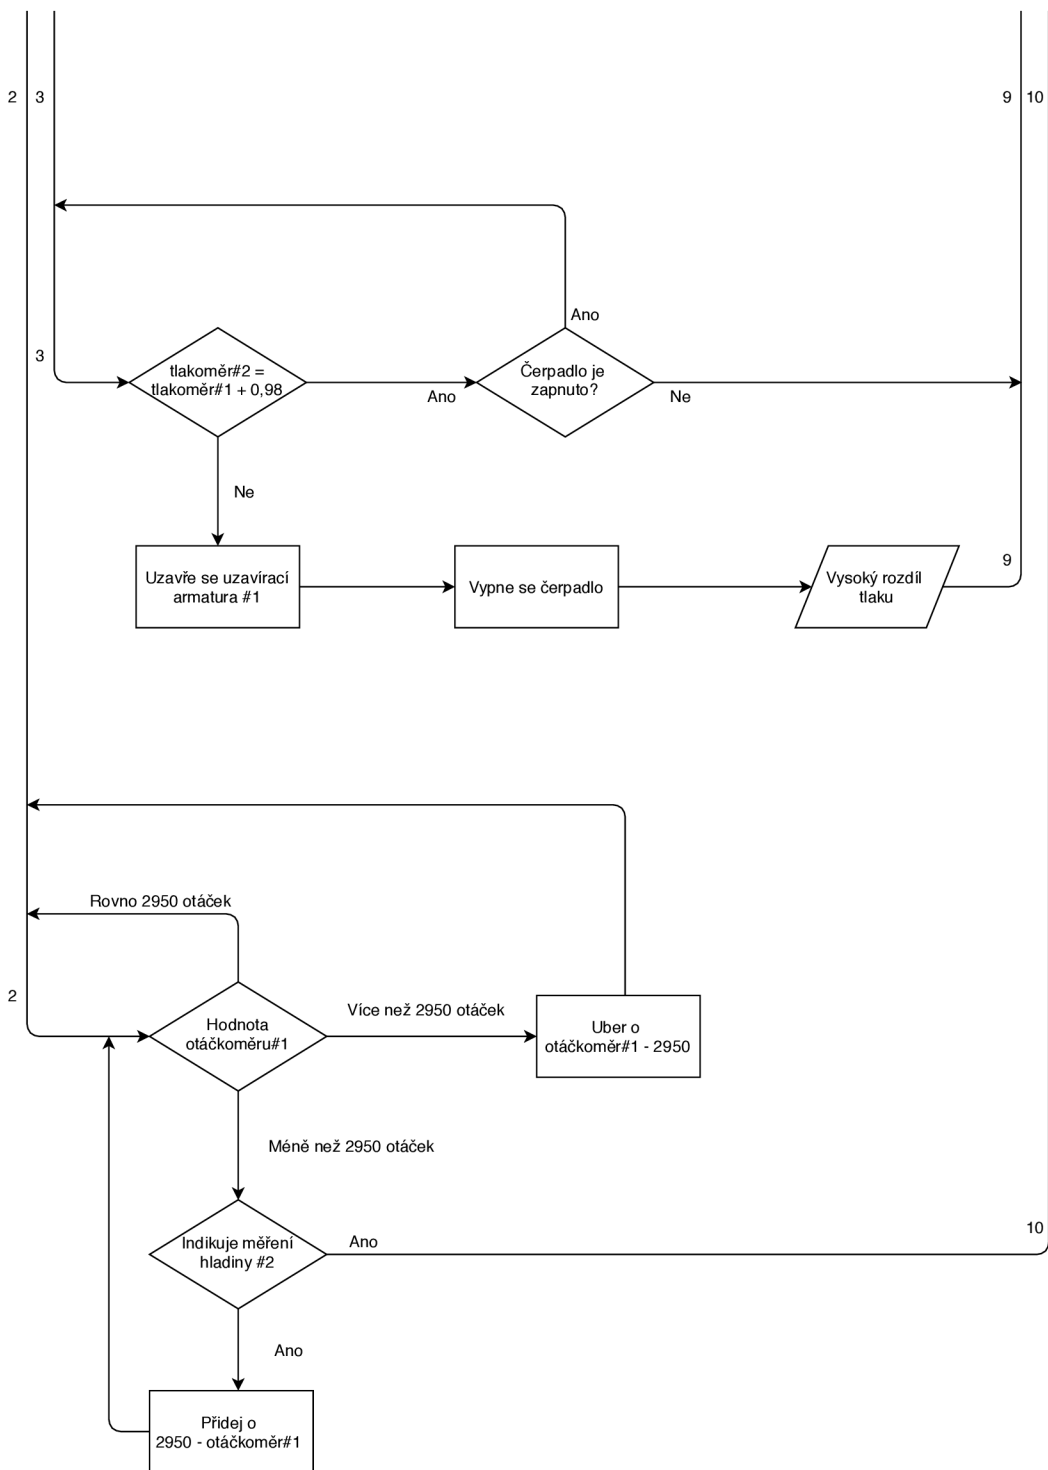 2
3
9
10
Ano
3
tlakoměr#2 =
tlakoměr#1 + 0,98
Ano
Čerpadlo je
zapnuto?
Ne
Ne
Uzavře se uzavírací
armatura #1
Vypne se čerpadlo
Vysoký rozdíl
tlaku
9
Rovno 2950 otáček
2
Hodnota
otáčkoměru#1
Více než 2950 otáček
Uber o
otáčkoměr#1 - 2950
Méně než 2950 otáček
Indikuje měření
hladiny #2
Ano
10
Ano
Přidej o
2950 - otáčkoměr#1